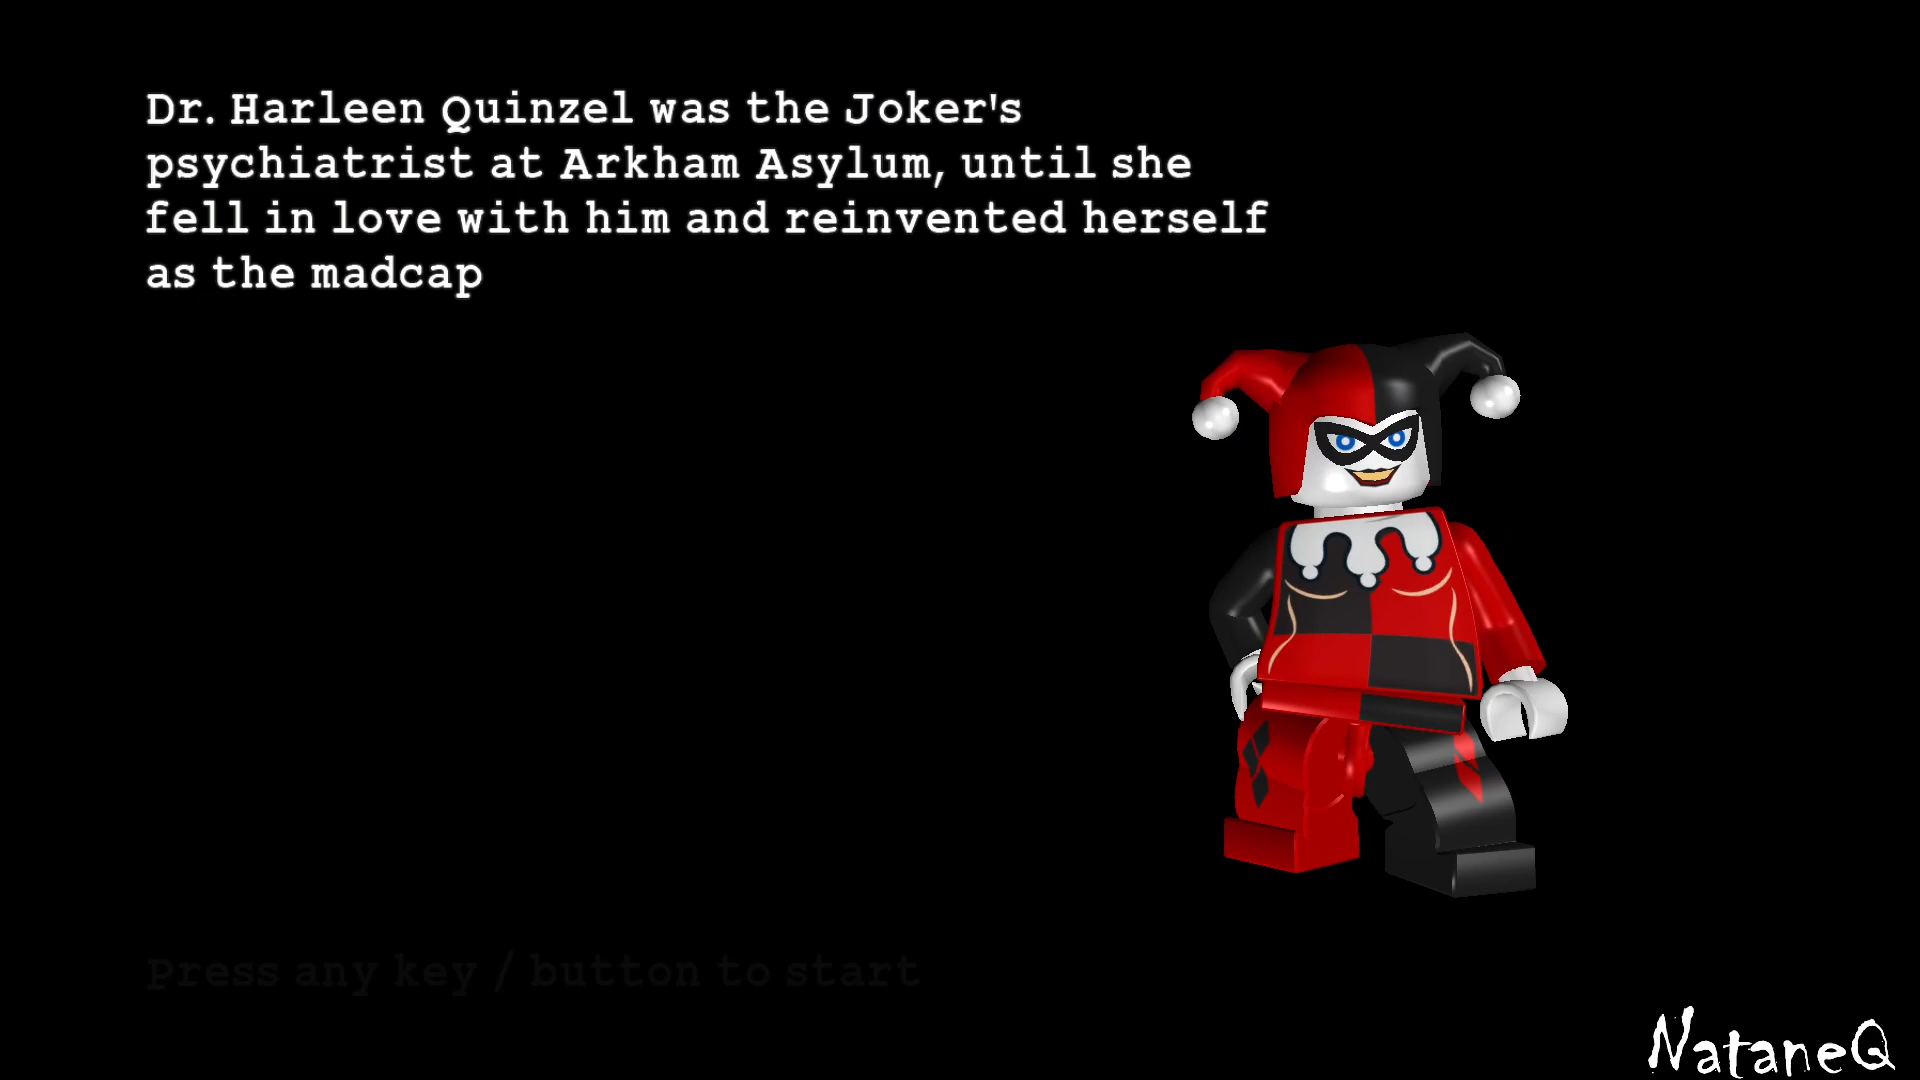 Dr. Harleen Quinzel was the Joker's
psychiatrist at Arkham Asylum, until she
fell in love with him and reinvented herself
as the madcap
Press any key / button to start
NataneQ